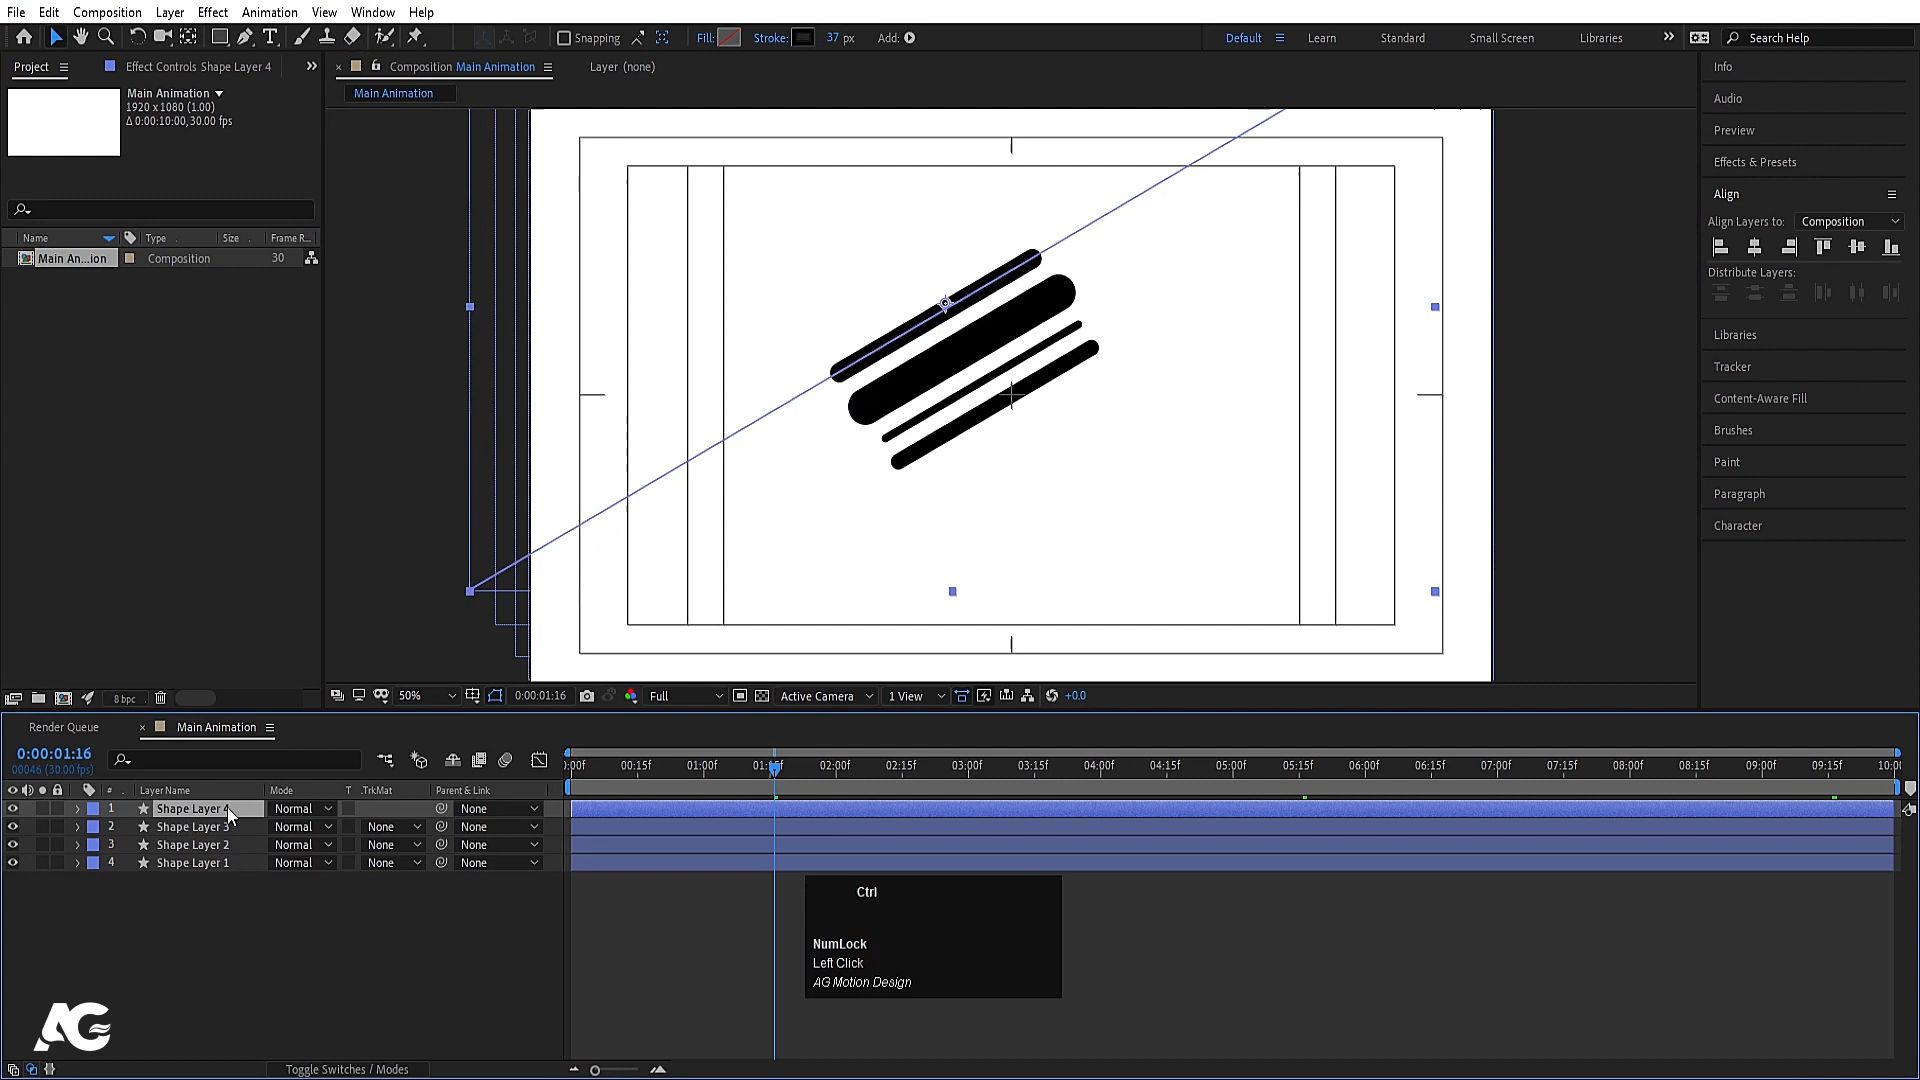 File Edit Composition Layer Effect Animation View Window Help
Snapping Fill: Stroke: 37 px Add: Default Learn Standard Small Screen Libraries Search Help
Project Effect Controls Shape Layer 4 Composition Main Animation Layer (none) Info
Main Animation
1920 x 1080 (1.00)
Δ 0:00:10:00, 30.00 fps
Main Animation
Audio
Preview
Effects & Presets
Align
Align Layers to: Composition
Distribute Layers:
Libraries
Tracker
Content-Aware Fill
Brushes
Paint
Paragraph
Character
Name Type Size Frame R...
Main An...ion Composition 30
8 bpc 50% 0:00:01:16 Full Active Camera 1 View +0.0
Render Queue Main Animation
0:00:01:16
00046 (30.00 fps)
:00f 00:15f 01:00f 01:15f 02:00f 02:15f 03:00f 03:15f 04:00f 04:15f 05:00f 05:15f 06:00f 06:15f 07:00f 07:15f 08:00f 08:15f 09:00f 09:15f 10:0
# Layer Name Mode T .TrkMat Parent & Link
1 Shape Layer 4 Normal None
2 Shape Layer 3 Normal None None
3 Shape Layer 2 Normal None None
4 Shape Layer 1 Normal None None
Ctrl
NumLock
Left Click
AG Motion Design
AG
Toggle Switches / Modes